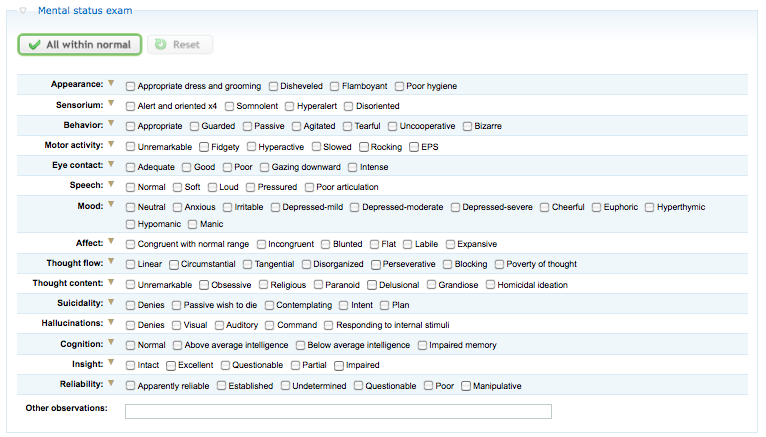 Mental status exam
All within normal Reset
Appearance: Appropriate dress and grooming Disheveled Flamboyant Poor hygiene
Sensorium: Alert and oriented x4 Somnolent Hyperalert Disoriented
Behavior: Appropriate Guarded Passive Agitated Tearful Uncooperative Bizarre
Motor activity: Unremarkable Fidgety Hyperactive Slowed Rocking EPS
Eye contact: Adequate Good Poor Gazing downward Intense
Speech: Normal Soft Loud Pressured Poor articulation
Mood: Neutral Anxious Irritable Depressed-mild Depressed-moderate Depressed-severe Cheerful Euphoric Hyperthymic
Hypomanic Manic
Affect: Congruent with normal range Incongruent Blunted Flat Labile Expansive
Thought flow: Linear Circumstantial Tangential Disorganized Perseverative Blocking Poverty of thought
Thought content: Unremarkable Obsessive Religious Paranoid Delusional Grandiose Homicidal ideation
Suicidality: Denies Passive wish to die Contemplating Intent Plan
Hallucinations: Denies Visual Auditory Command Responding to internal stimuli
Cognition: Normal Above average intelligence Below average intelligence Impaired memory
Insight: Intact Excellent Questionable Partial Impaired
Reliability: Apparently reliable Established Undetermined Questionable Poor Manipulative
Other observations: